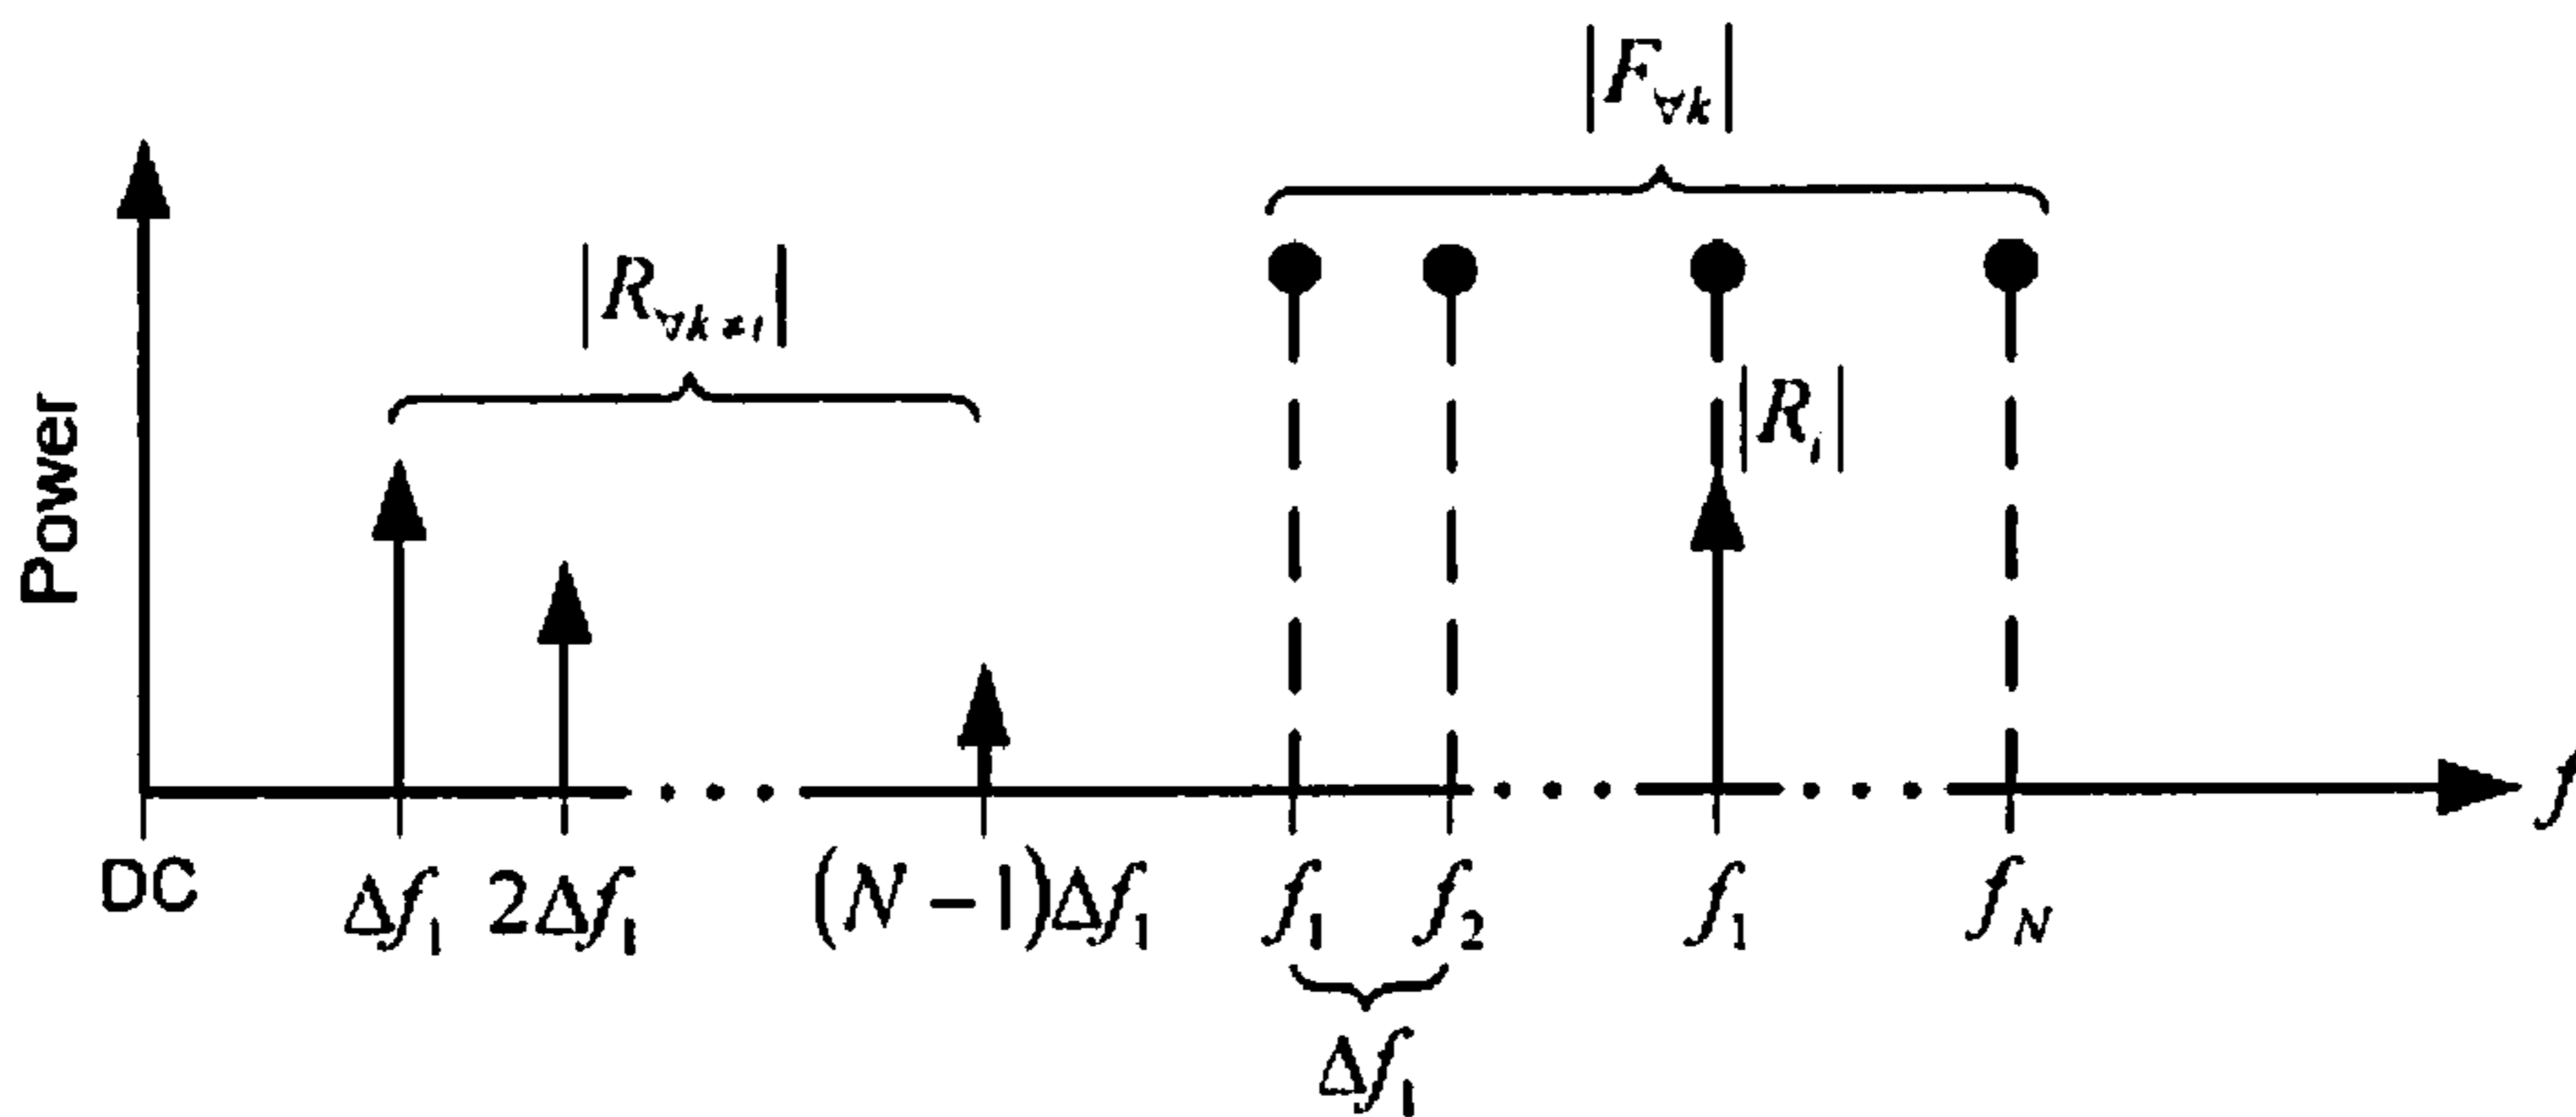 |F∀k|
|R∀k≠i|
|Ri|
Power
DC Δf1 2Δf1 (N−1)Δf1 f1 f2 f1 fN f
Δf1